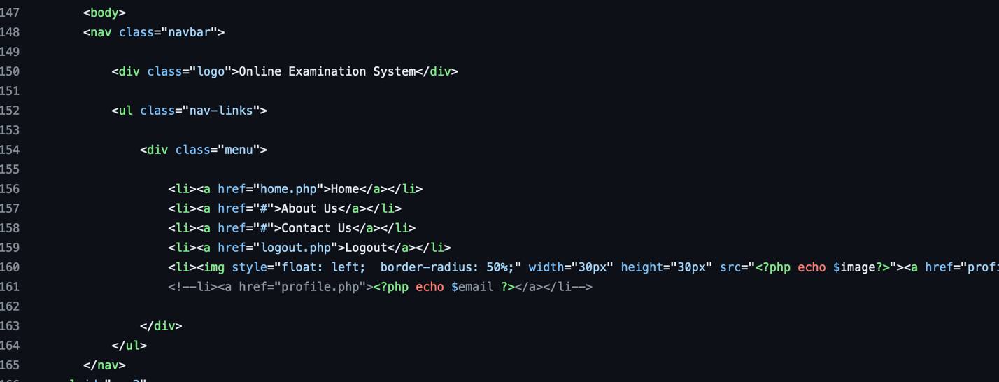 147 <body>
148 <nav class="navbar">
149
150 <div class="logo">Online Examination System</div>
151
152 <ul class="nav-links">
153
154 <div class="menu">
155
156 <li><a href="home.php">Home</a></li>
157 <li><a href="#">About Us</a></li>
158 <li><a href="#">Contact Us</a></li>
159 <li><a href="logout.php">Logout</a></li>
160 <li><img style="float: left;  border-radius: 50%;" width="30px" height="30px" src="<?php echo $image?>"><a href="prof
161 <!--li><a href="profile.php"><?php echo $email ?></a></li-->
162
163 </div>
164 </ul>
165 </nav>